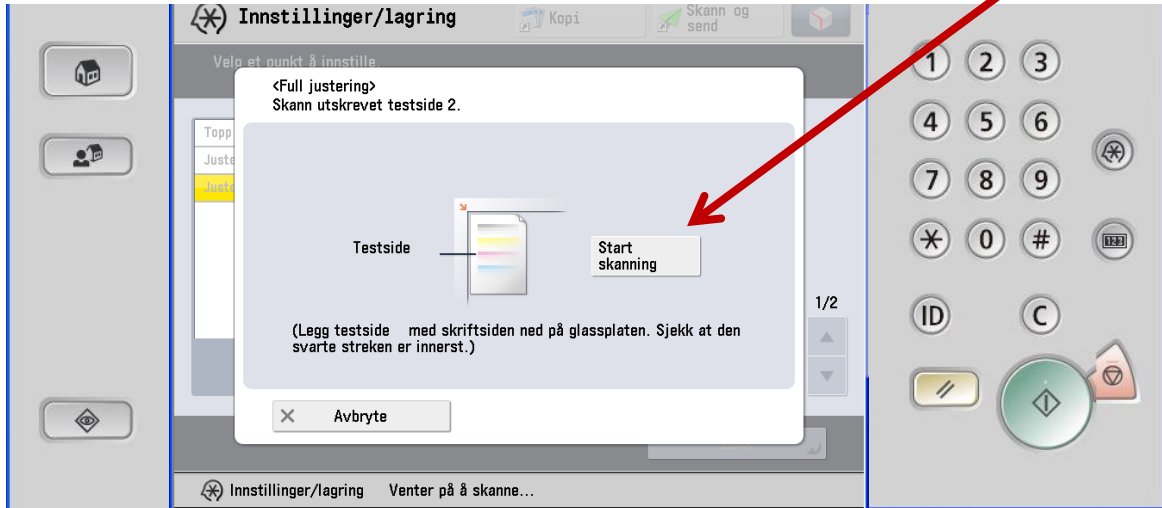 Innstillinger/lagring
Kopi
Skann og
send
Velg et punkt å innstille.
<Full justering>
Skann utskrevet testside 2.
Topp
Juste
Juste
Testside
Start
skanning
1/2
(Legg testside med skriftsiden ned på glassplaten. Sjekk at den
svarte streken er innerst.)
Avbryte
Innstillinger/lagring Venter på å skanne...
1 2 3
4 5 6
7 8 9
0 #
123
ID C